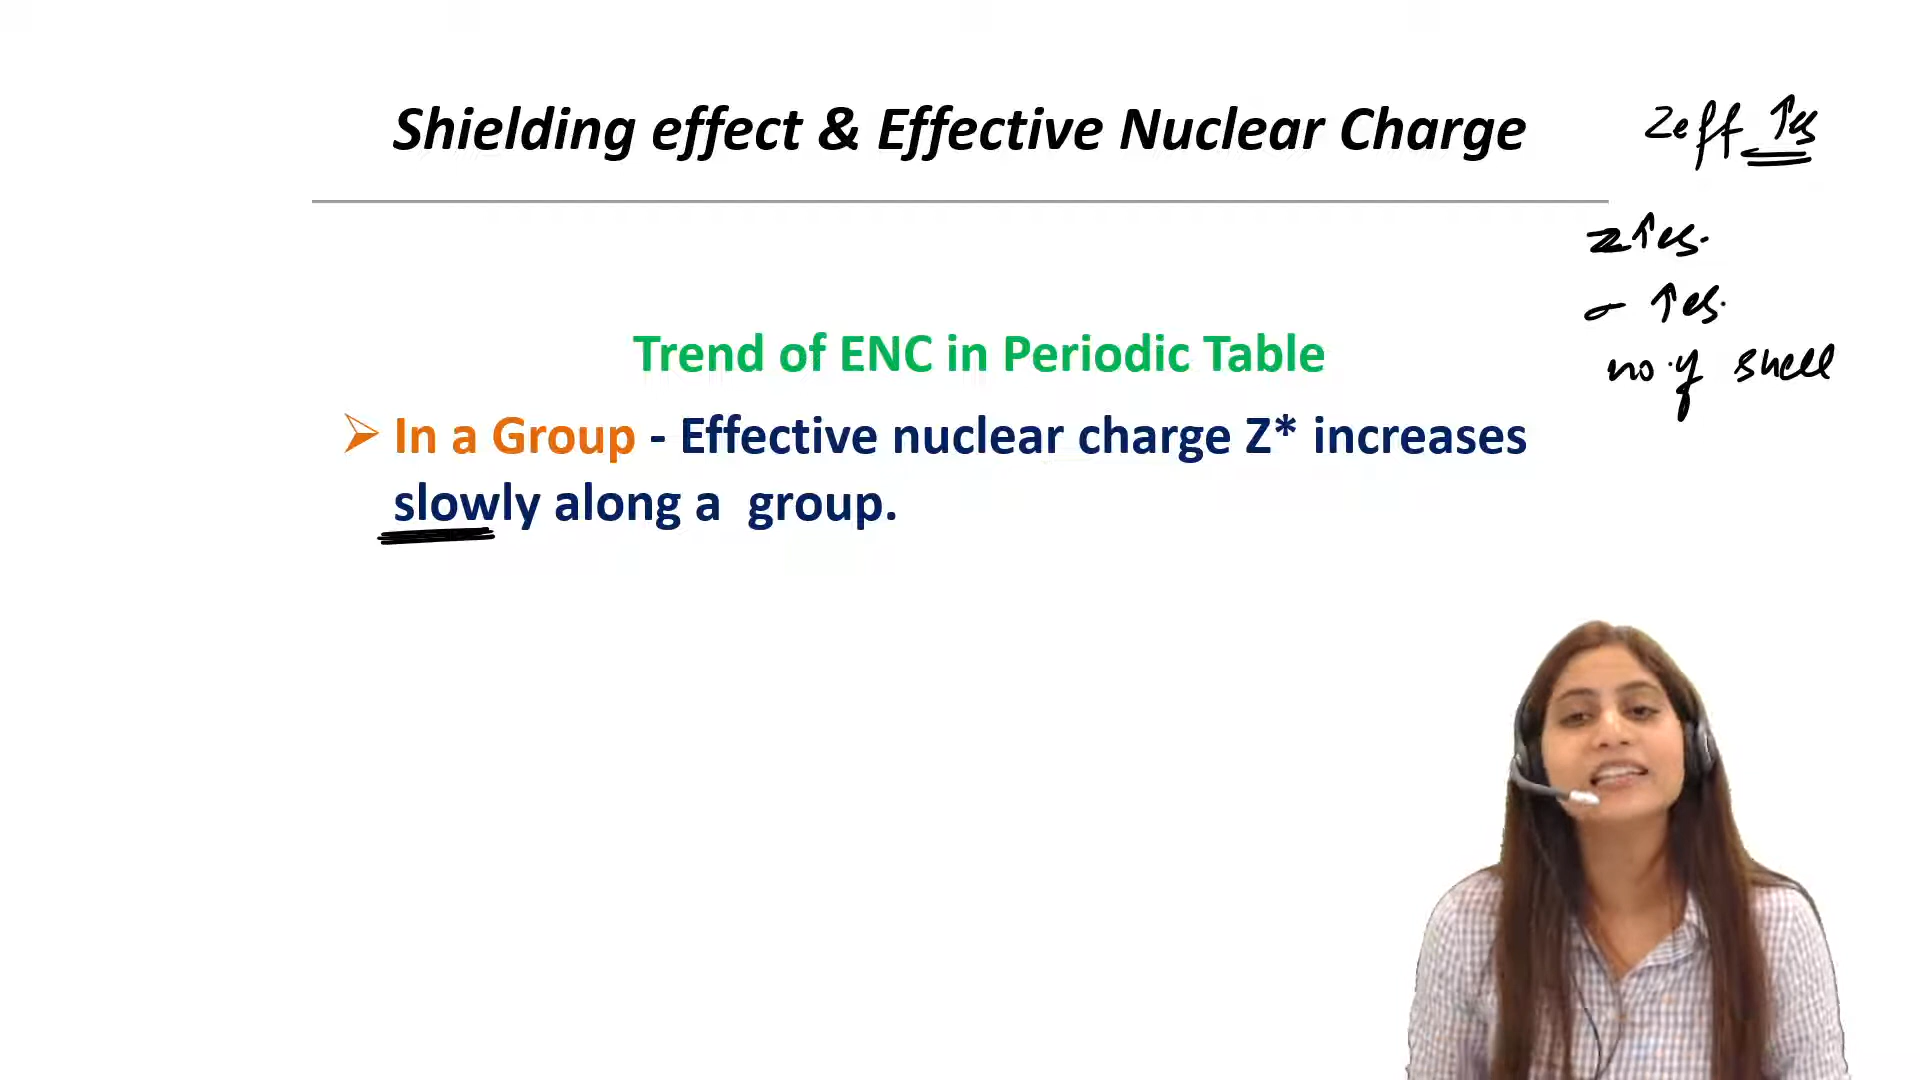 Shielding effect & Effective Nuclear Charge
Zeff ↑es
Z↑es.
σ ↑es.
no. of shell
Trend of ENC in Periodic Table
➢ In a Group - Effective nuclear charge Z* increases
slowly along a group.